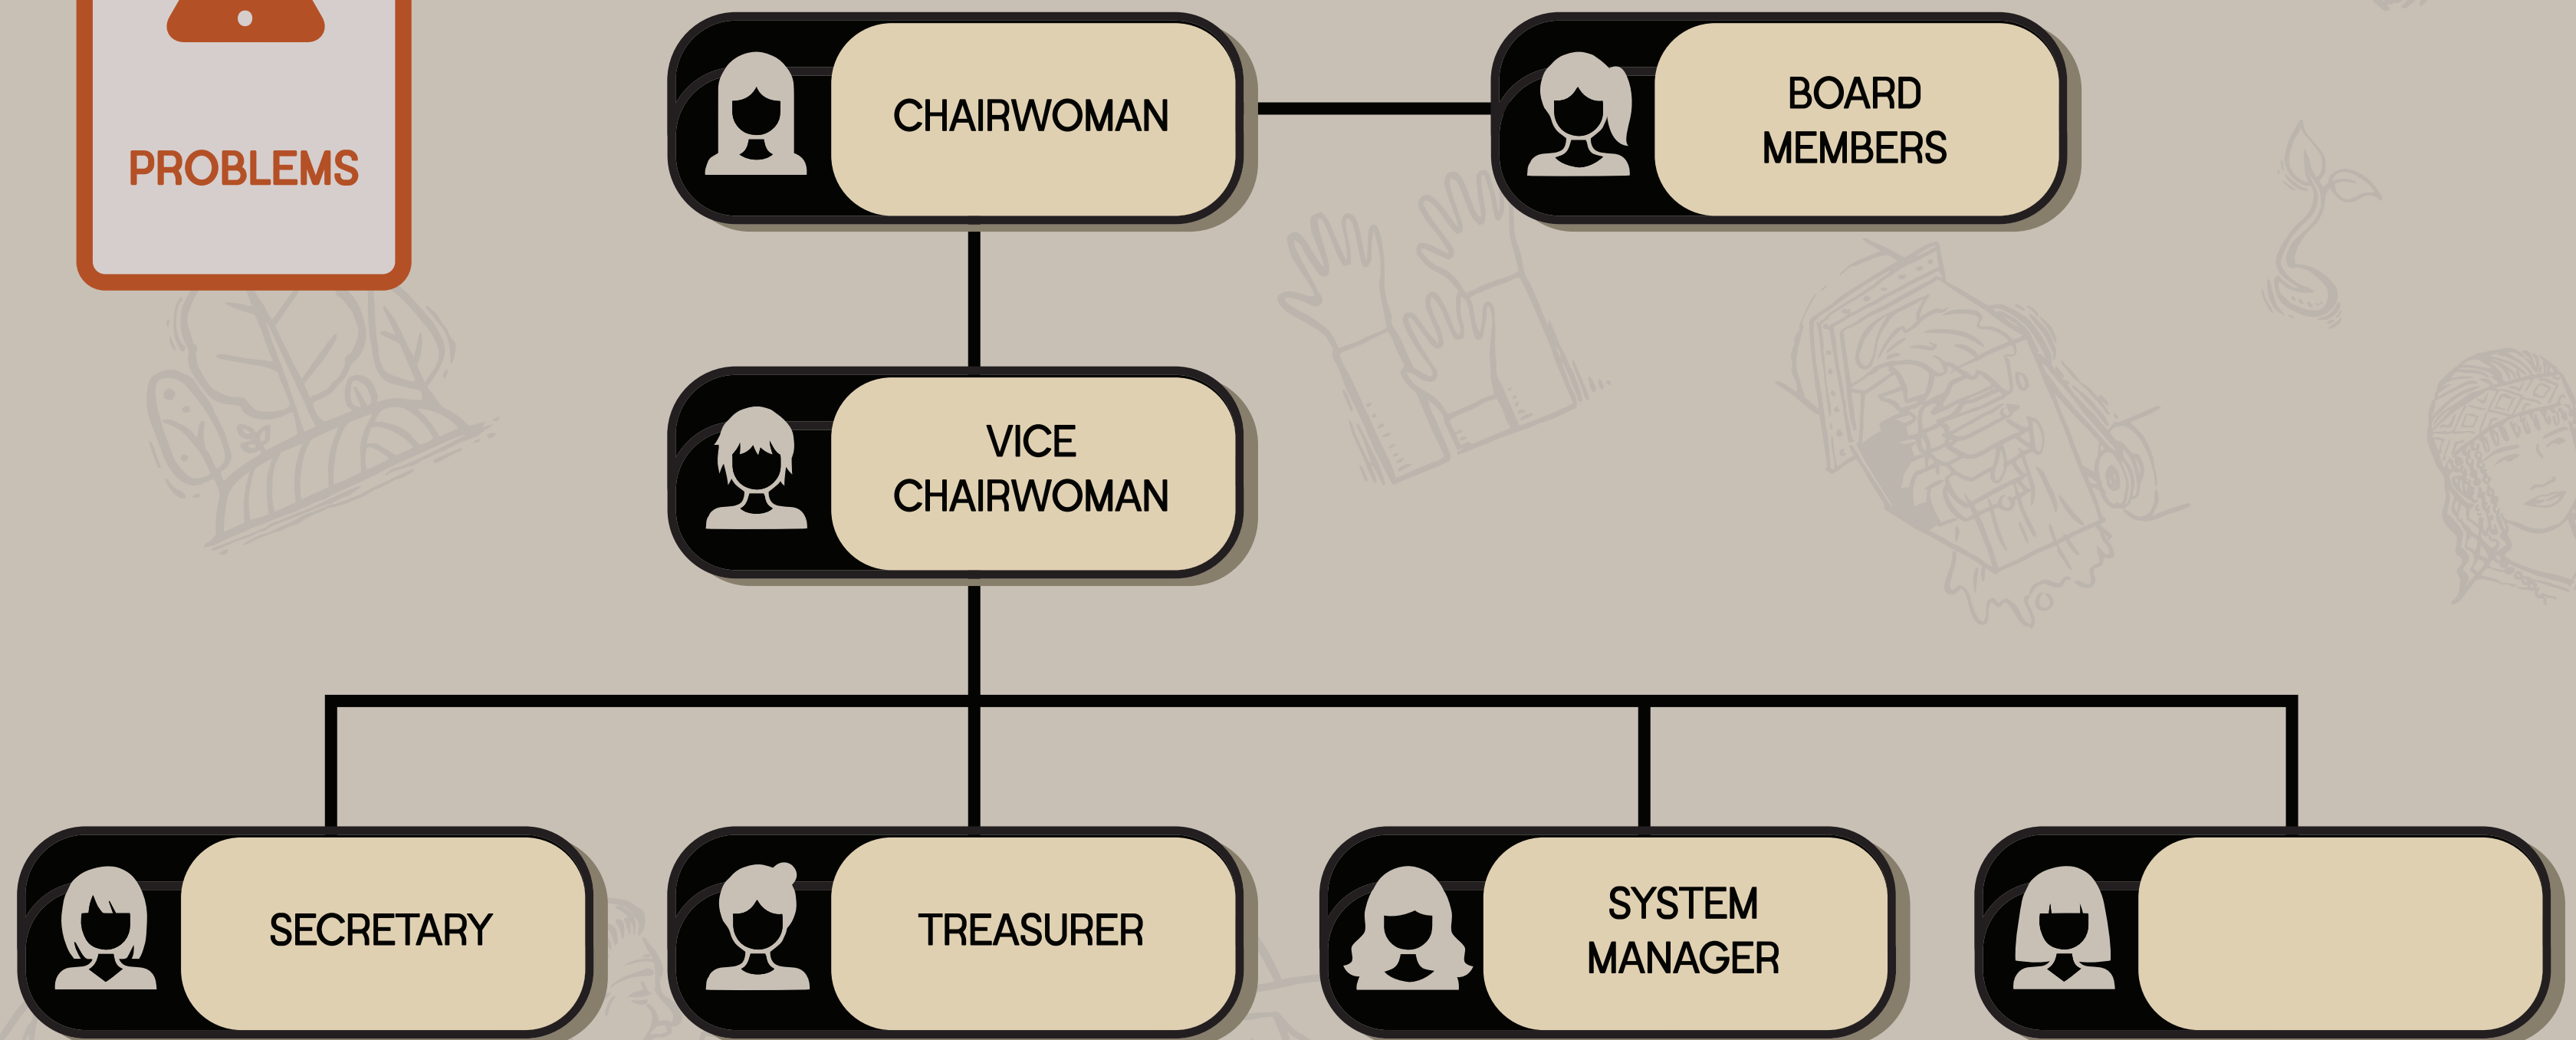 PROBLEMS
CHAIRWOMAN
BOARD
MEMBERS
VICE
CHAIRWOMAN
SECRETARY
TREASURER
SYSTEM
MANAGER